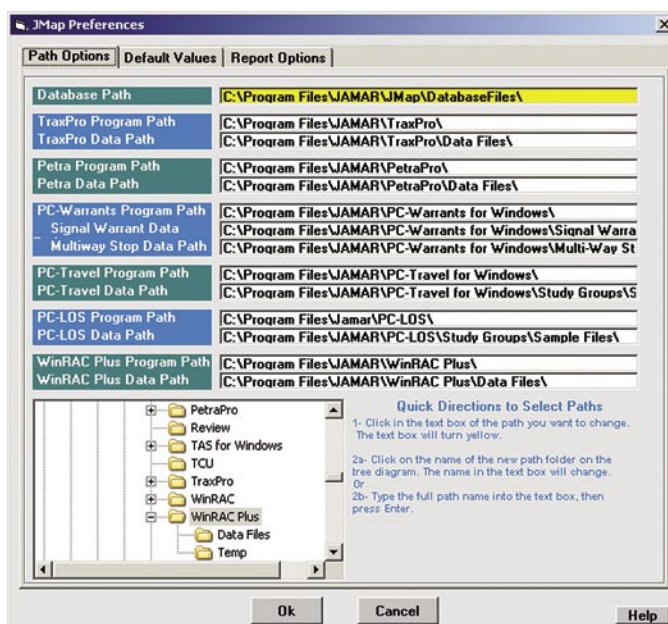 JMap Preferences
Path Options
Default Values
Report Options
Database Path C:\Program Files\JAMAR\JMap\DatabaseFiles\
TraxPro Program Path C:\Program Files\JAMAR\TraxPro\
TraxPro Data Path C:\Program Files\JAMAR\TraxPro\Data Files\
Petra Program Path C:\Program Files\JAMAR\PetraPro\
Petra Data Path C:\Program Files\JAMAR\PetraPro\Data Files\
PC-Warrants Program Path C:\Program Files\JAMAR\PC-Warrants for Windows\
Signal Warrant Data C:\Program Files\JAMAR\PC-Warrants for Windows\Signal Warra
Multiway Stop Data Path C:\Program Files\JAMAR\PC-Warrants for Windows\Multi-Way St
PC-Travel Program Path C:\Program Files\JAMAR\PC-Travel for Windows\
PC-Travel Data Path C:\Program Files\JAMAR\PC-Travel for Windows\Study Groups\S
PC-LOS Program Path C:\Program Files\Jamar\PC-LOS\
PC-LOS Data Path C:\Program Files\JAMAR\PC-LOS\Study Groups\Sample Files\
WinRAC Plus Program Path C:\Program Files\JAMAR\WinRAC Plus\
WinRAC Plus Data Path C:\Program Files\JAMAR\WinRAC Plus\Data Files\
PetraPro
Review
TAS for Windows
TCU
TraxPro
WinRAC
WinRAC Plus
Data Files
Temp
Quick Directions to Select Paths
1- Click in the text box of the path you want to change.
The text box will turn yellow.
2a- Click on the name of the new path folder on the
tree diagram. The name in the text box will change.
Or
2b- Type the full path name into the text box, then
press Enter.
Ok
Cancel
Help